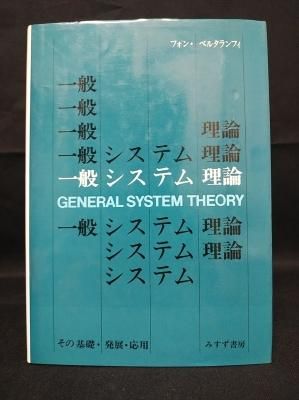 フォン・ベルタランフィ
一般
一般
一般 理論
一般 システム 理論
一般 システム 理論
GENERAL SYSTEM THEORY
一般 システム 理論
システム 理論
システム
その基礎・発展・応用
みすず書房